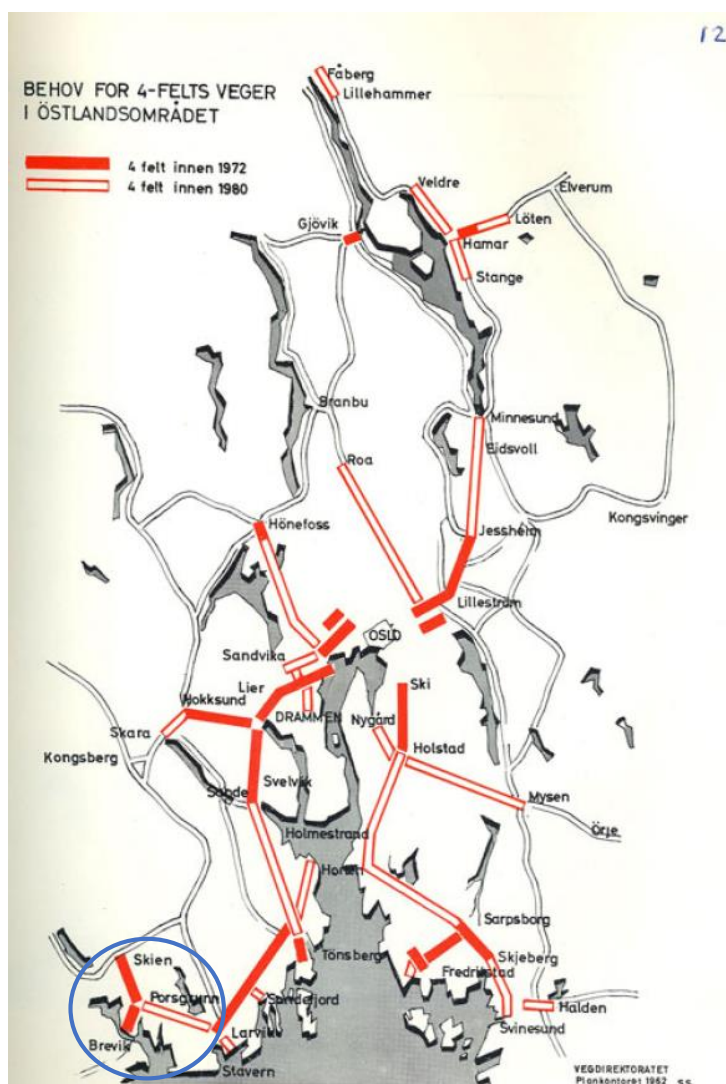 12
BEHOV FOR 4-FELTS VEGER
I ÖSTLANDSOMRÅDET
4 felt innen 1972
4 felt innen 1980
Fåberg
Lillehammer
Veldre
Elverum
Löten
Gjövik
Hamar
Stange
Branbu
Minnesund
Eidsvoll
Roa
Kongsvinger
Hönefoss
Jessheim
Lillestrøm
OSLO
Sandvika
Lier
Ski
Hokksund
DRAMMEN
Nygård
Skara
Holstad
Kongsberg
Svelvik
Sande
Mysen
Holmestrand
Örje
Horten
Sarpsborg
Skien
Tönsberg
Skjeberg
Fredrikstad
Porsgrunn
Sandefjord
Halden
Brevik
Larvik
Svinesund
Stavern
VEGDIREKTORATET
Plankontoret 1962 SS